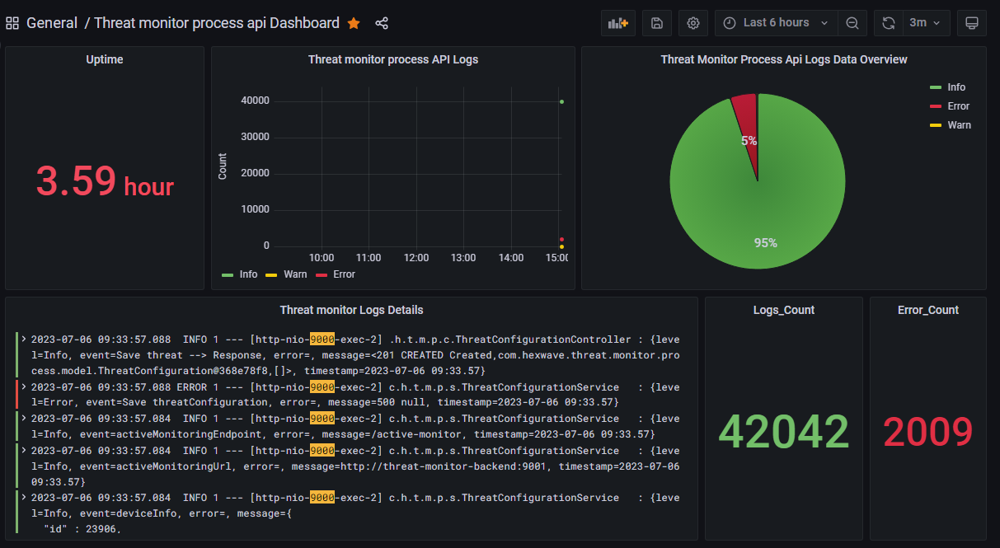 General / Threat monitor process api Dashboard
Last 6 hours
3m
Uptime
3.59 hour
Threat monitor process API Logs
40000
30000
20000
10000
0
Count
10:00 11:00 12:00 13:00 14:00 15:00
Info Warn Error
Threat Monitor Process Api Logs Data Overview
Info
Error
Warn
5%
95%
Threat monitor Logs Details
2023-07-06 09:33:57.088 INFO 1 --- [http-nio-9000-exec-2] .h.t.m.p.c.ThreatConfigurationController : {leve
l=Info, event=Save threat --> Response, error=, message=<201 CREATED Created,com.hexwave.threat.monitor.pro
cess.model.ThreatConfiguration@368e78f8,[]>, timestamp=2023-07-06 09:33.57}
2023-07-06 09:33:57.088 ERROR 1 --- [http-nio-9000-exec-2] c.h.t.m.p.s.ThreatConfigurationService : {leve
l=Error, event=Save threatConfiguration, error=, message=500 null, timestamp=2023-07-06 09:33.57}
2023-07-06 09:33:57.084 INFO 1 --- [http-nio-9000-exec-2] c.h.t.m.p.s.ThreatConfigurationService : {leve
l=Info, event=activeMonitoringEndpoint, error=, message=/active-monitor, timestamp=2023-07-06 09:33.57}
2023-07-06 09:33:57.084 INFO 1 --- [http-nio-9000-exec-2] c.h.t.m.p.s.ThreatConfigurationService : {leve
l=Info, event=activeMonitoringUrl, error=, message=http://threat-monitor-backend:9001, timestamp=2023-07-06
09:33.57}
2023-07-06 09:33:57.084 INFO 1 --- [http-nio-9000-exec-2] c.h.t.m.p.s.ThreatConfigurationService : {leve
l=Info, event=deviceInfo, error=, message={
"id" : 23906,
Logs_Count
42042
Error_Count
2009